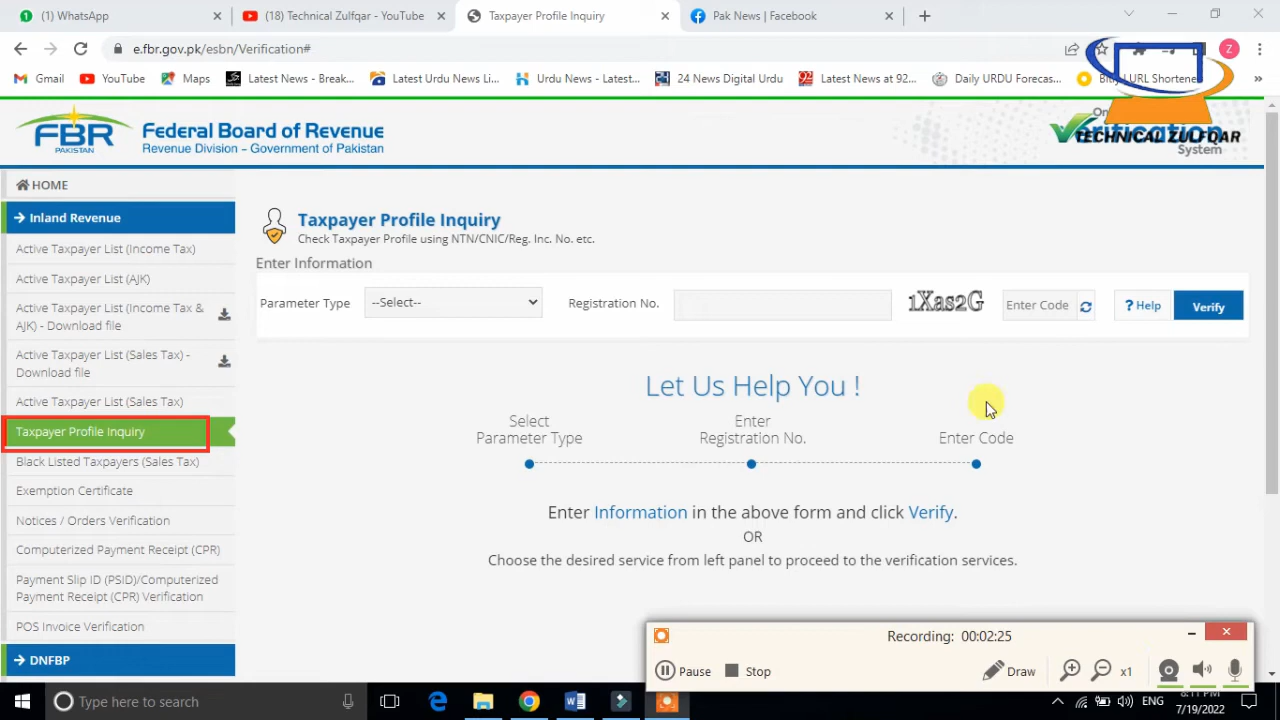 (1) WhatsApp
(18) Technical Zulfqar - YouTube
Taxpayer Profile Inquiry
Pak News | Facebook
e.fbr.gov.pk/esbn/Verification#
Z
Gmail
YouTube
Maps
Latest News - Break...
Latest Urdu News Li...
Urdu News - Latest...
24 News Digital Urdu
Latest News at 92...
Daily URDU Forecas...
URL Shortene
FBR
PAKISTAN
Federal Board of Revenue
Revenue Division – Government of Pakistan
Verification
TECHNICAL ZULFQAR
System
HOME
Inland Revenue
Active Taxpayer List (Income Tax)
Active Taxpayer List (AJK)
Active Taxpayer List (Income Tax &
AJK) - Download file
Active Taxpayer List (Sales Tax) -
Download file
Active Taxpayer List (Sales Tax)
Taxpayer Profile Inquiry
Black Listed Taxpayers (Sales Tax)
Exemption Certificate
Notices / Orders Verification
Computerized Payment Receipt (CPR)
Payment Slip ID (PSID)/Computerized
Payment Receipt (CPR) Verification
POS Invoice Verification
DNFBP
Taxpayer Profile Inquiry
Check Taxpayer Profile using NTN/CNIC/Reg. Inc. No. etc.
Enter Information
Parameter Type
--Select--
Registration No.
1Xas2G
Enter Code
? Help
Verify
Let Us Help You !
Select
Parameter Type
Enter
Registration No.
Enter Code
Enter Information in the above form and click Verify.
OR
Choose the desired service from left panel to proceed to the verification services.
Recording: 00:02:25
Pause
Stop
Draw
x1
Type here to search
ENG
8:11 PM
7/19/2022